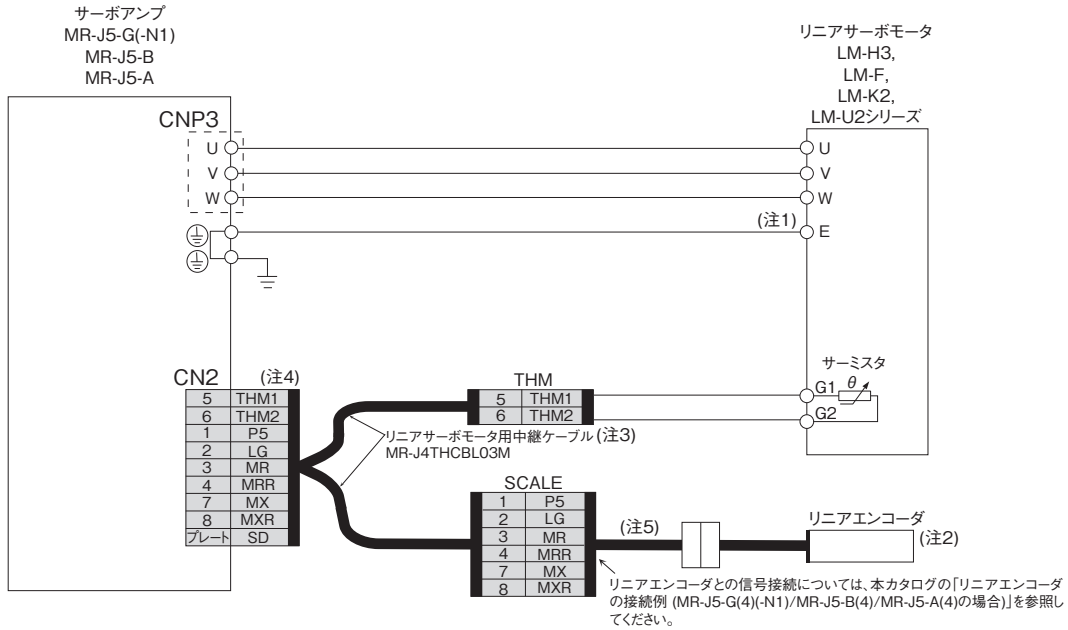 サーボアンプ
MR-J5-G(-N1)
MR-J5-B
MR-J5-A
リニアサーボモータ
LM-H3,
LM-F,
LM-K2,
LM-U2シリーズ
CNP3
U
V
W
U
V
W
(注1)
E
CN2
(注4)
5 THM1
6 THM2
1 P5
2 LG
3 MR
4 MRR
7 MX
8 MXR
プレート SD
THM
5 THM1
6 THM2
サーミスタ
G1
θ
G2
リニアサーボモータ用中継ケーブル(注3)
MR-J4THCBL03M
SCALE
1 P5
2 LG
3 MR
4 MRR
7 MX
8 MXR
(注5)
リニアエンコーダ
(注2)
リニアエンコーダとの信号接続については、本カタログの「リニアエンコーダ
の接続例 (MR-J5-G(4)(-N1)/MR-J5-B(4)/MR-J5-A(4)の場合)」を参照し
てください。